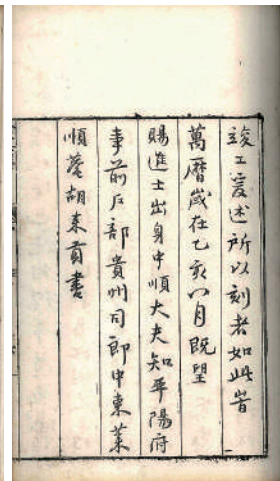 竣工爰述所以刻者如此旹
萬曆歲在乙亥八月既望
賜進士出身中順大夫知平陽府
事前戶部貴州司郎中東萊
順菴胡来貢書